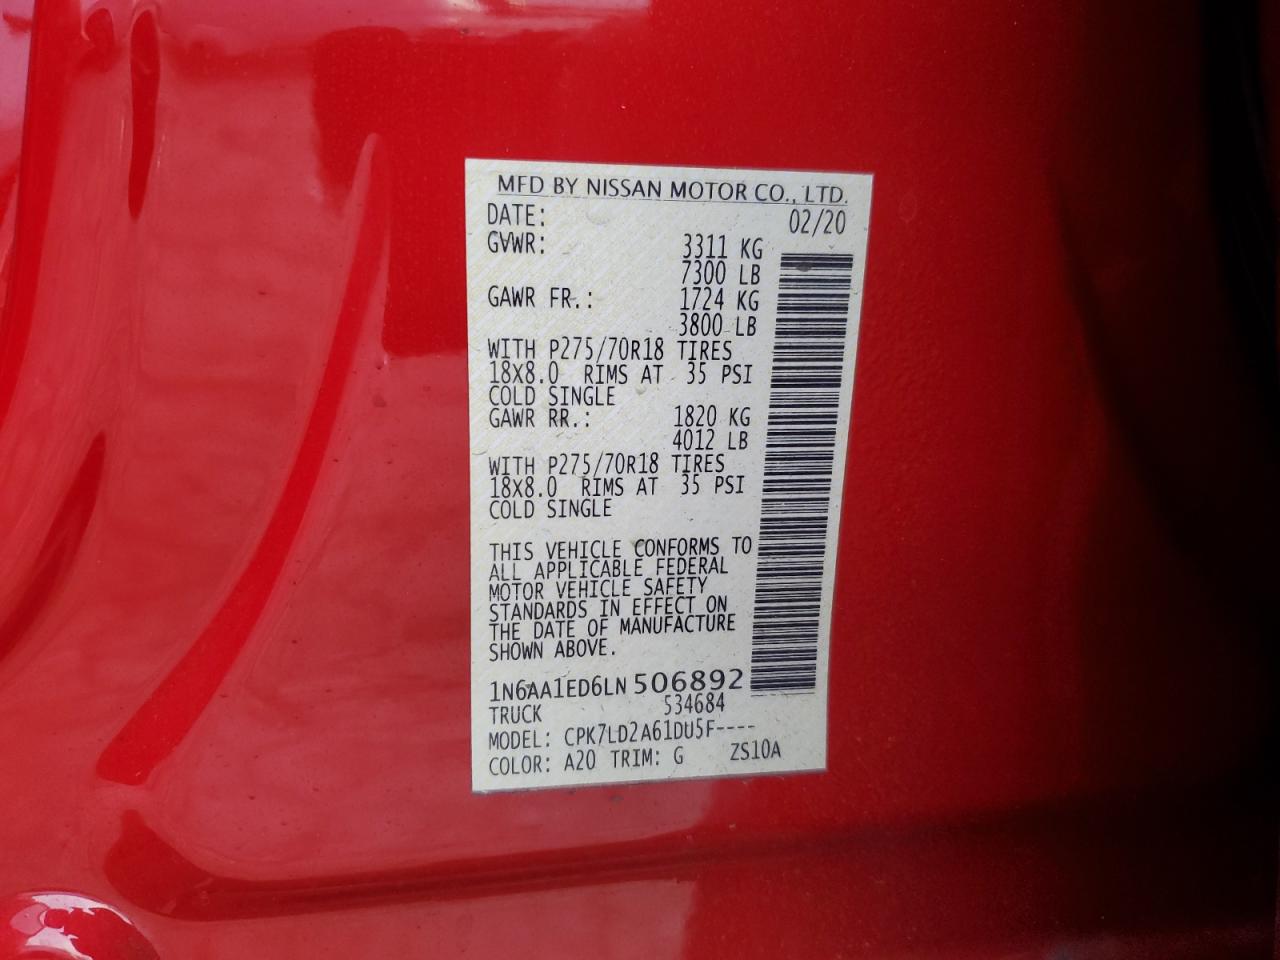 MFD BY NISSAN MOTOR CO., LTD.
DATE: 02/20
GVWR: 3311 KG
7300 LB
GAWR FR.: 1724 KG
3800 LB
WITH P275/70R18 TIRES
18X8.0 RIMS AT 35 PSI
COLD SINGLE
GAWR RR.: 1820 KG
4012 LB
WITH P275/70R18 TIRES
18X8.0 RIMS AT 35 PSI
COLD SINGLE
THIS VEHICLE CONFORMS TO
ALL APPLICABLE FEDERAL
MOTOR VEHICLE SAFETY
STANDARDS IN EFFECT ON
THE DATE OF MANUFACTURE
SHOWN ABOVE.
1N6AA1ED6LN506892
TRUCK 534684
MODEL: CPK7LD2A61DU5F----
COLOR: A20 TRIM: G ZS10A